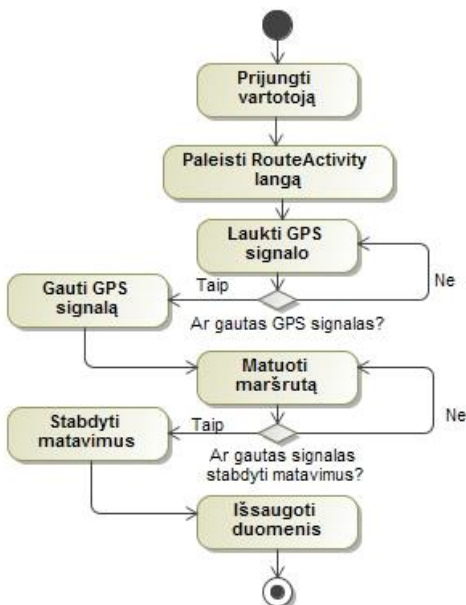 Prijungti
vartotoją
Paleisti RouteActivity
langą
Laukti GPS
signalo
Taip
Ne
Gauti GPS
signalą
Ar gautas GPS signalas?
Matuoti
maršrutą
Stabdyti
matavimus
Taip
Ne
Ar gautas signalas
stabdyti matavimus?
Išsaugoti
duomenis